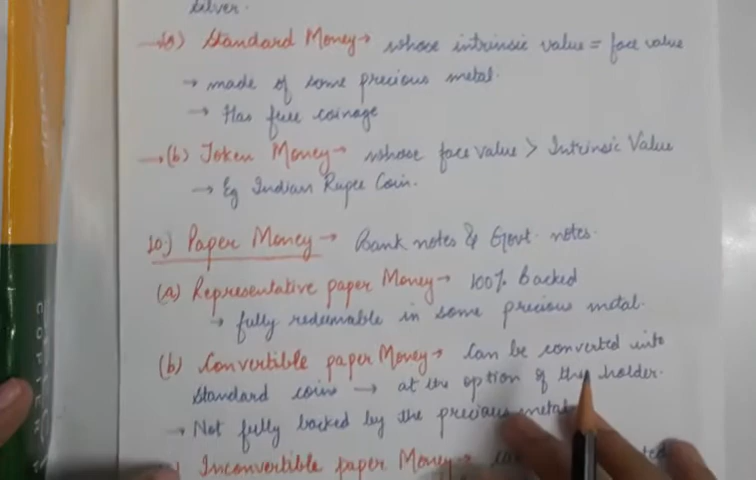 silver.
→(a) Standard Money → whose intrinsic value = face value
→ made of some precious metal.
→ Has free coinage
→(b) Token Money → whose face value > Intrinsic Value
→ Eg Indian Rupee Coin.
10.) Paper Money → Bank notes & Govt. notes.
(a) Representative paper Money → 100% Backed
→ fully redeemable in some precious metal.
(b) Convertible paper Money → Can be converted into
standard coins → at the option of the holder.
→ Not fully backed by the precious metal
Inconvertible paper Money →